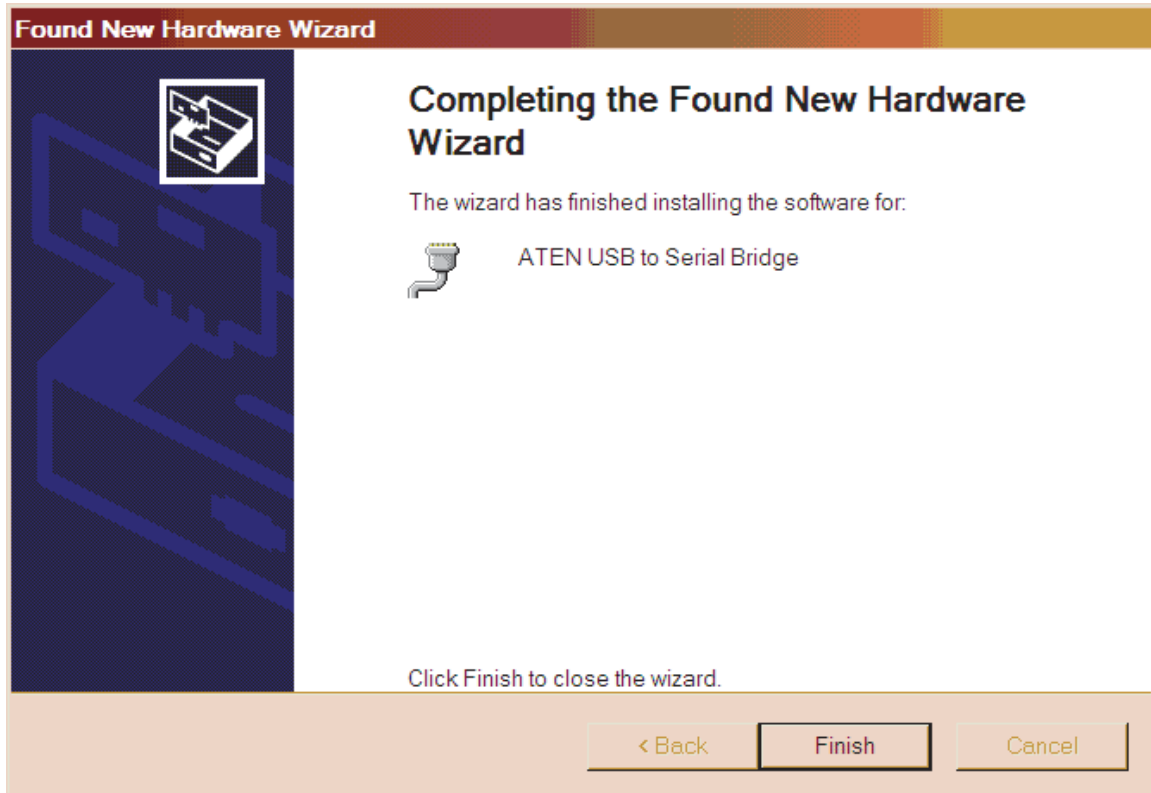 Found New Hardware Wizard
Completing the Found New Hardware
Wizard
The wizard has finished installing the software for:
ATEN USB to Serial Bridge
Click Finish to close the wizard.
< Back
Finish
Cancel